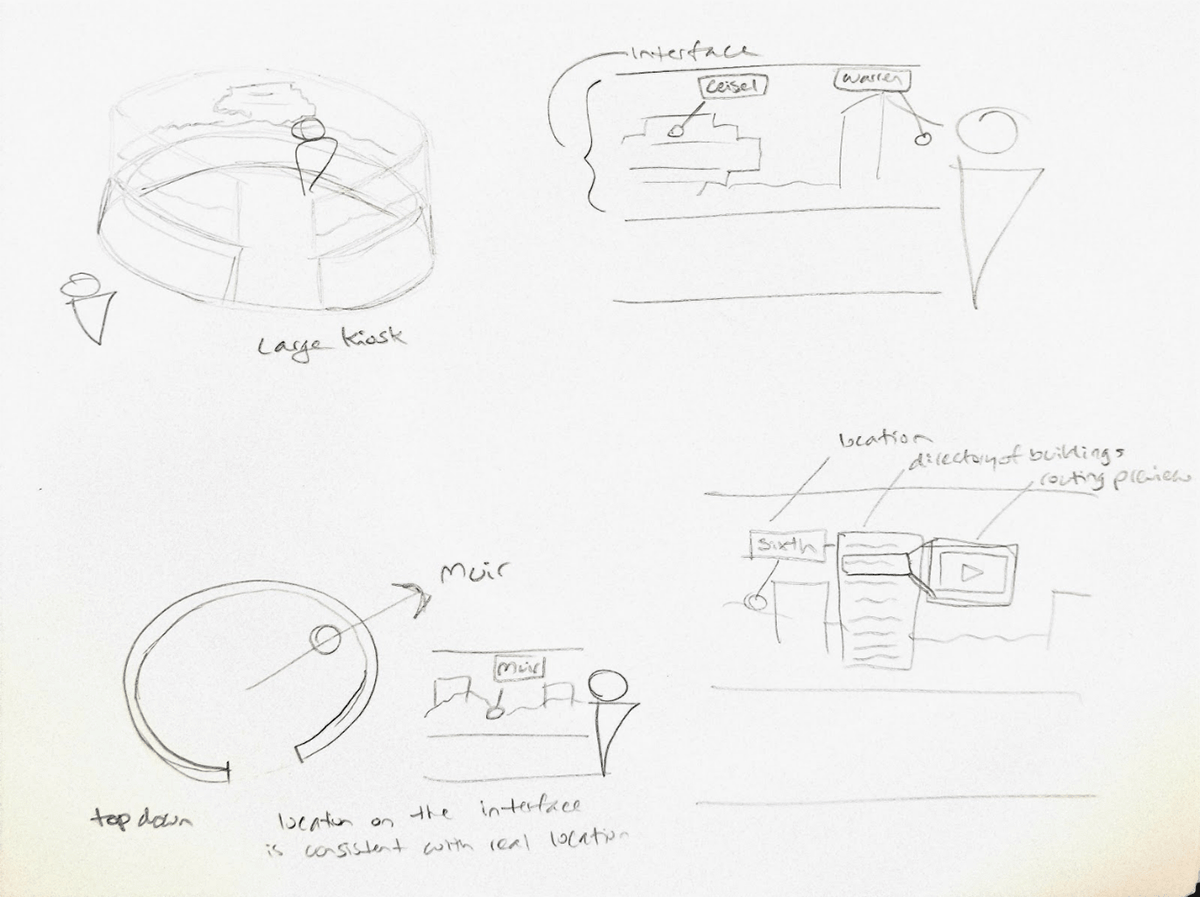 interface
Geisel
Warren
Large Kiosk
location
directory of buildings
routing preview
sixth
Muir
Muir
top down
location on the interface
is consistent with real location